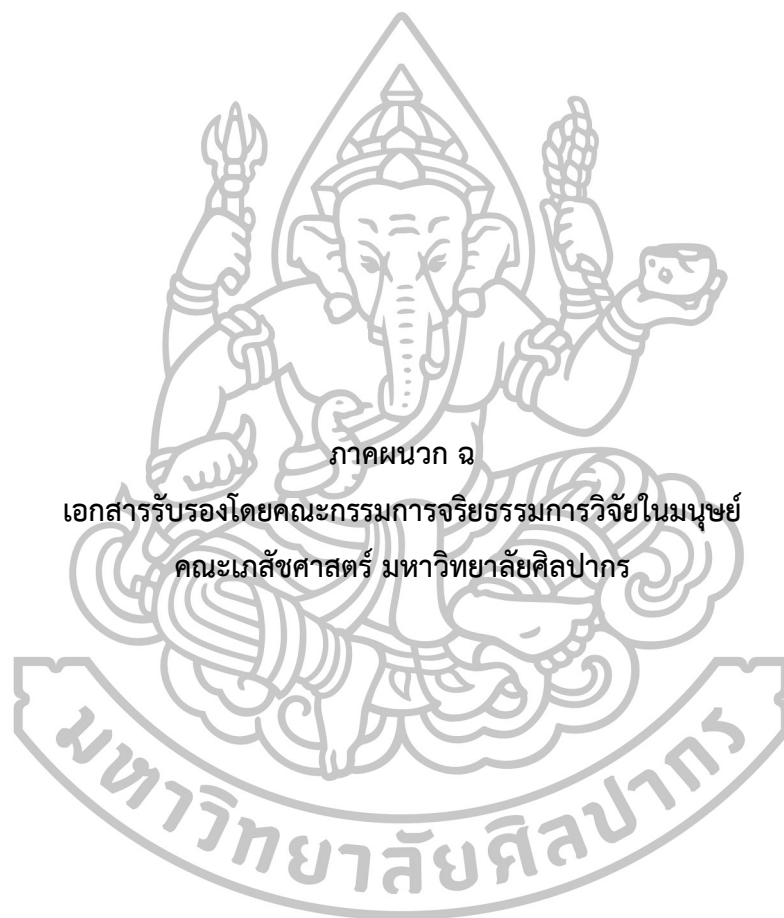 ภาคผนวก ฉ
เอกสารรับรองโดยคณะกรรมการจริยธรรมการวิจัยในมนุษย์
คณะเภสัชศาสตร์ มหาวิทยาลัยศิลปากร
มหาวิทยาลัยศิลปากร